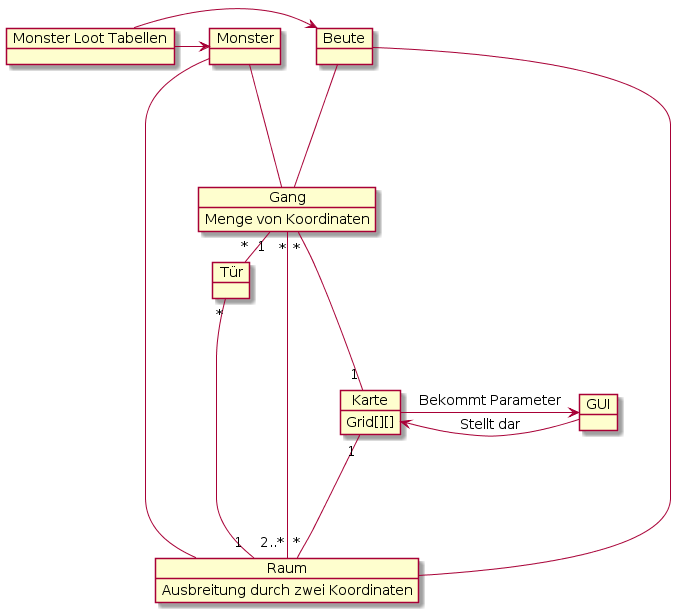 Monster Loot Tabellen
Monster
Beute
Gang
Menge von Koordinaten
* 1 * *
Tür
*
1
Karte
Grid[][]
Bekommt Parameter
Stellt dar
GUI
1
1 2..* *
Raum
Ausbreitung durch zwei Koordinaten